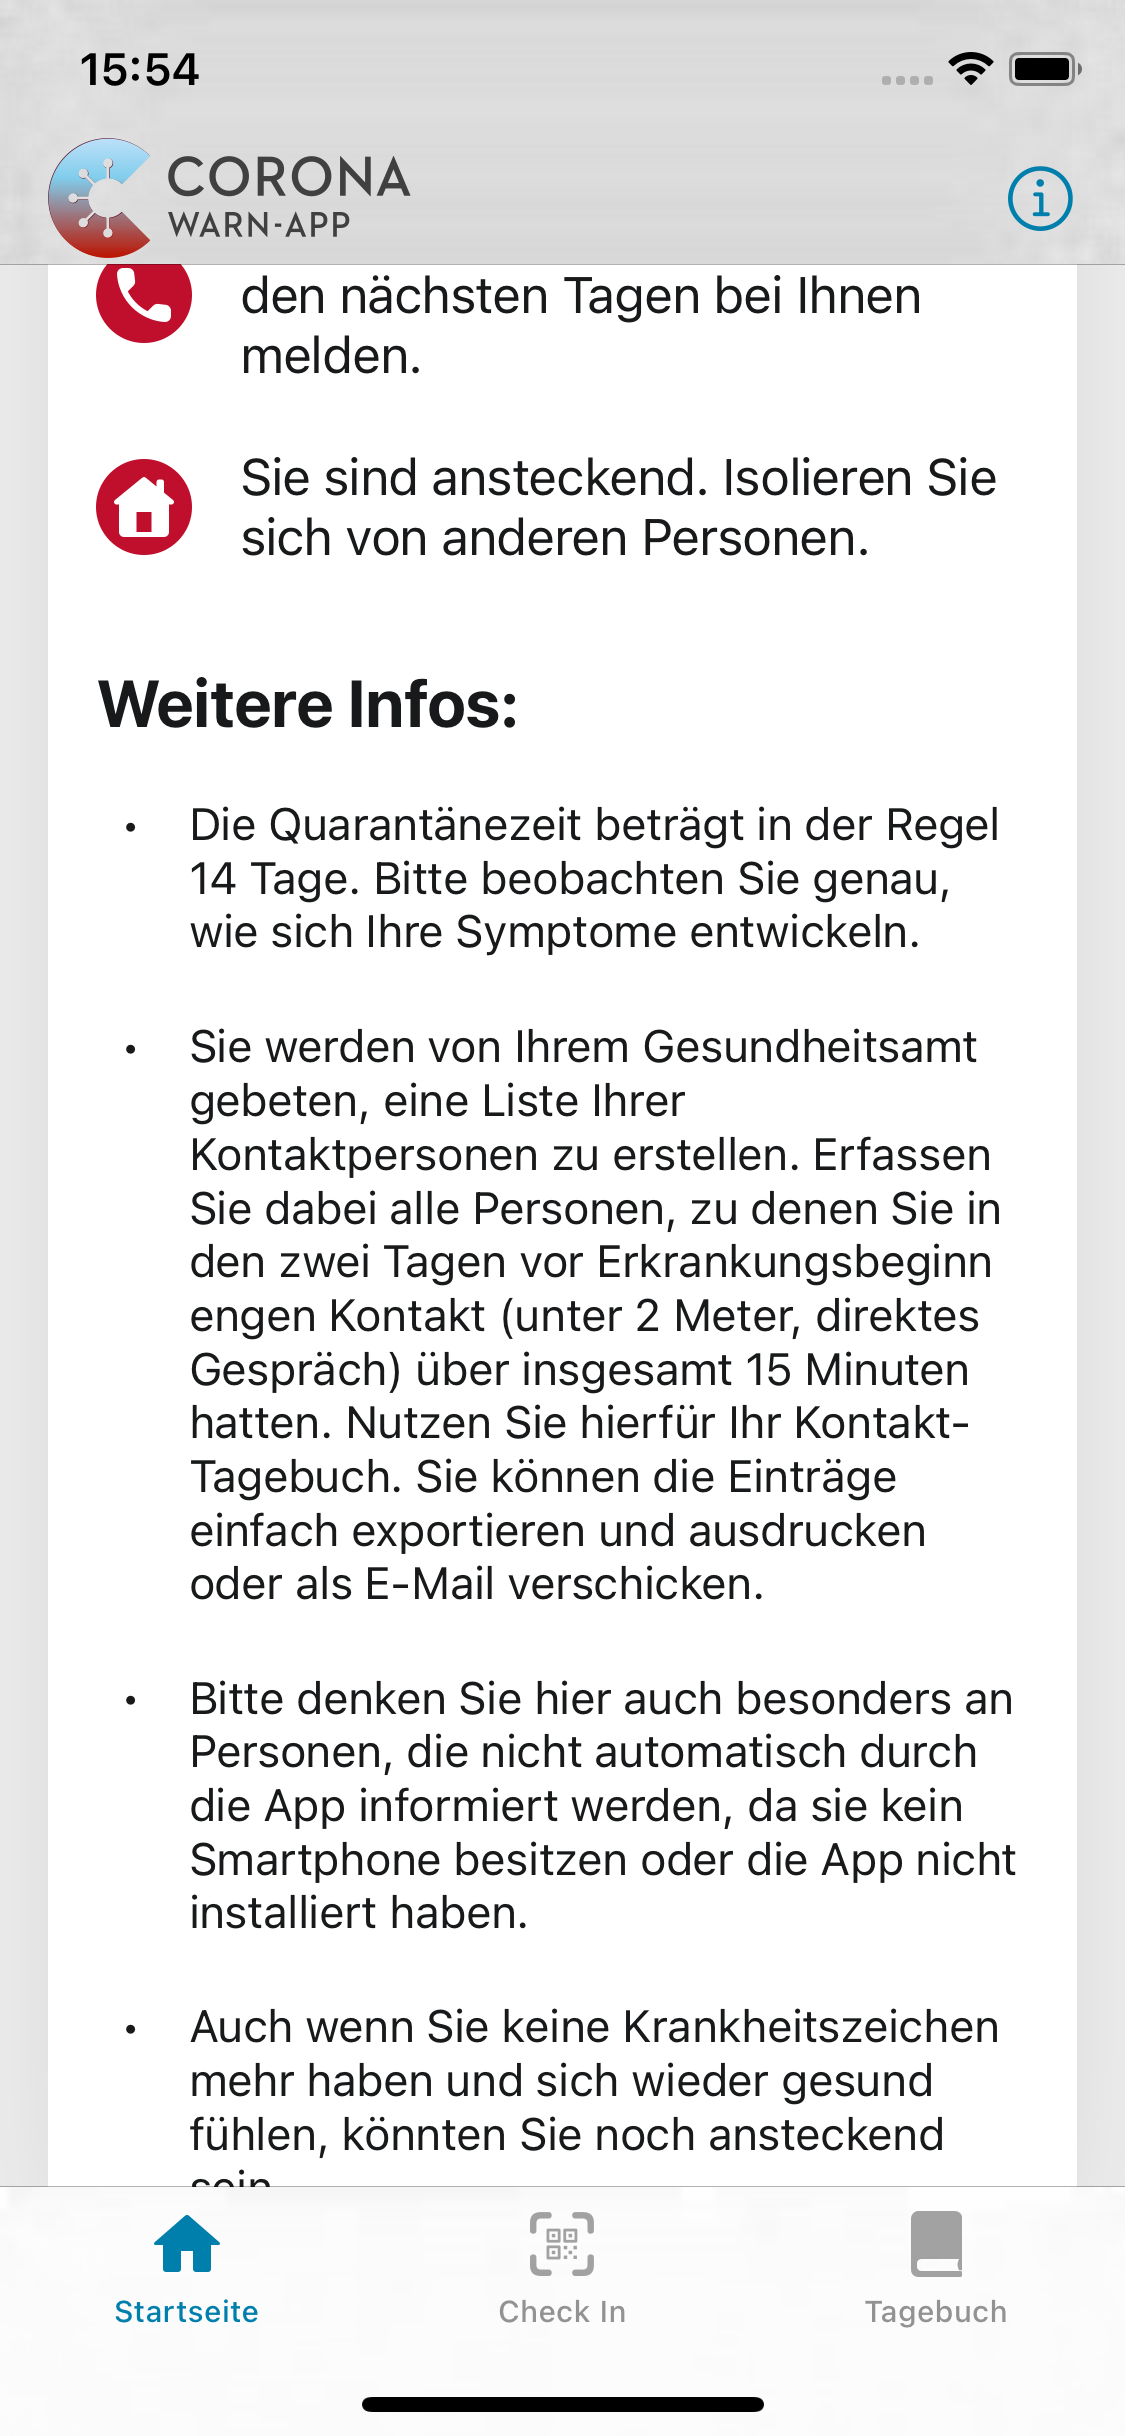 15:54
CORONA
WARN-APP
den nächsten Tagen bei Ihnen
melden.
Sie sind ansteckend. Isolieren Sie
sich von anderen Personen.
Weitere Infos:
• Die Quarantänezeit beträgt in der Regel
14 Tage. Bitte beobachten Sie genau,
wie sich Ihre Symptome entwickeln.
• Sie werden von Ihrem Gesundheitsamt
gebeten, eine Liste Ihrer
Kontaktpersonen zu erstellen. Erfassen
Sie dabei alle Personen, zu denen Sie in
den zwei Tagen vor Erkrankungsbeginn
engen Kontakt (unter 2 Meter, direktes
Gespräch) über insgesamt 15 Minuten
hatten. Nutzen Sie hierfür Ihr Kontakt-
Tagebuch. Sie können die Einträge
einfach exportieren und ausdrucken
oder als E-Mail verschicken.
• Bitte denken Sie hier auch besonders an
Personen, die nicht automatisch durch
die App informiert werden, da sie kein
Smartphone besitzen oder die App nicht
installiert haben.
• Auch wenn Sie keine Krankheitszeichen
mehr haben und sich wieder gesund
fühlen, könnten Sie noch ansteckend
sein
Startseite
Check In
Tagebuch